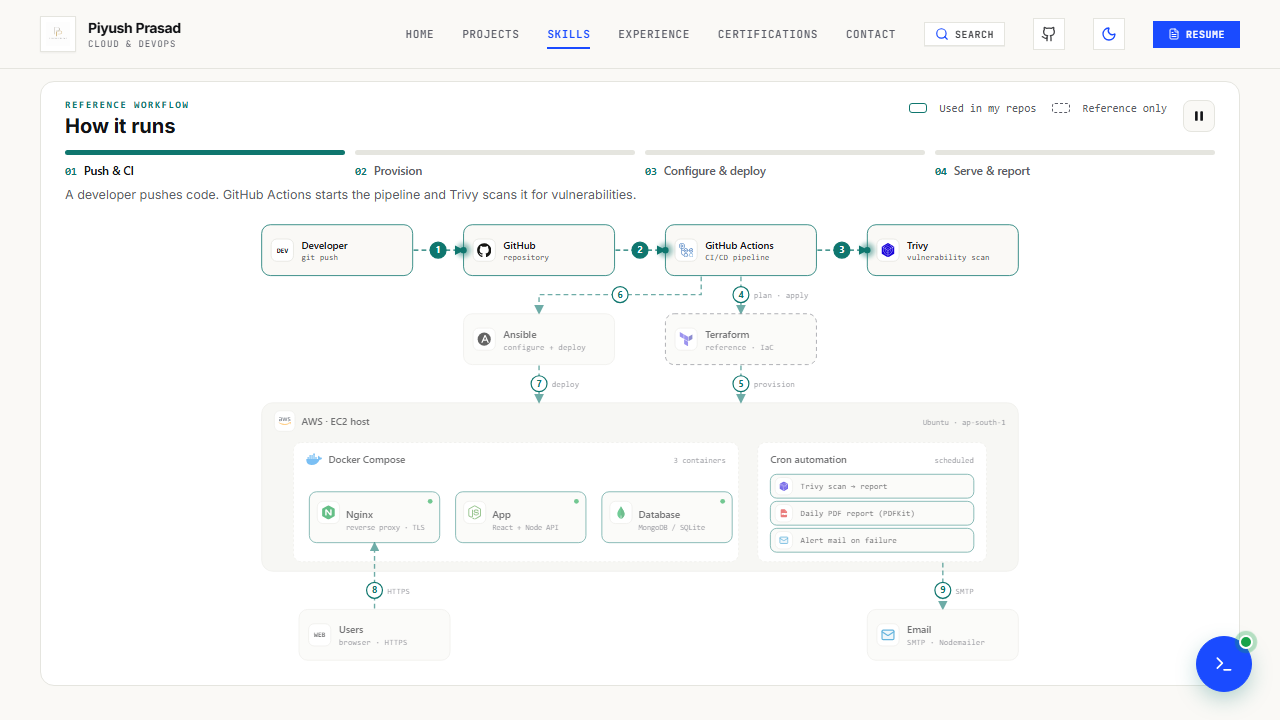 Piyush Prasad
CLOUD & DEVOPS
HOME
PROJECTS
SKILLS
EXPERIENCE
CERTIFICATIONS
CONTACT
SEARCH
RESUME
REFERENCE WORKFLOW
How it runs
Used in my repos
Reference only
01 Push & CI
02 Provision
03 Configure & deploy
04 Serve & report
A developer pushes code. GitHub Actions starts the pipeline and Trivy scans it for vulnerabilities.
DEV
Developer
git push
1
GitHub
repository
2
GitHub Actions
CI/CD pipeline
3
Trivy
vulnerability scan
6
4
plan · apply
Ansible
configure + deploy
Terraform
reference · IaC
7
deploy
5
provision
aws
AWS · EC2 host
Ubuntu · ap-south-1
Docker Compose
3 containers
Nginx
reverse proxy · TLS
App
React + Node API
Database
MongoDB / SQLite
Cron automation
scheduled
Trivy scan → report
Daily PDF report (PDFKit)
Alert mail on failure
8
HTTPS
9
SMTP
WEB
Users
browser · HTTPS
Email
SMTP · Nodemailer